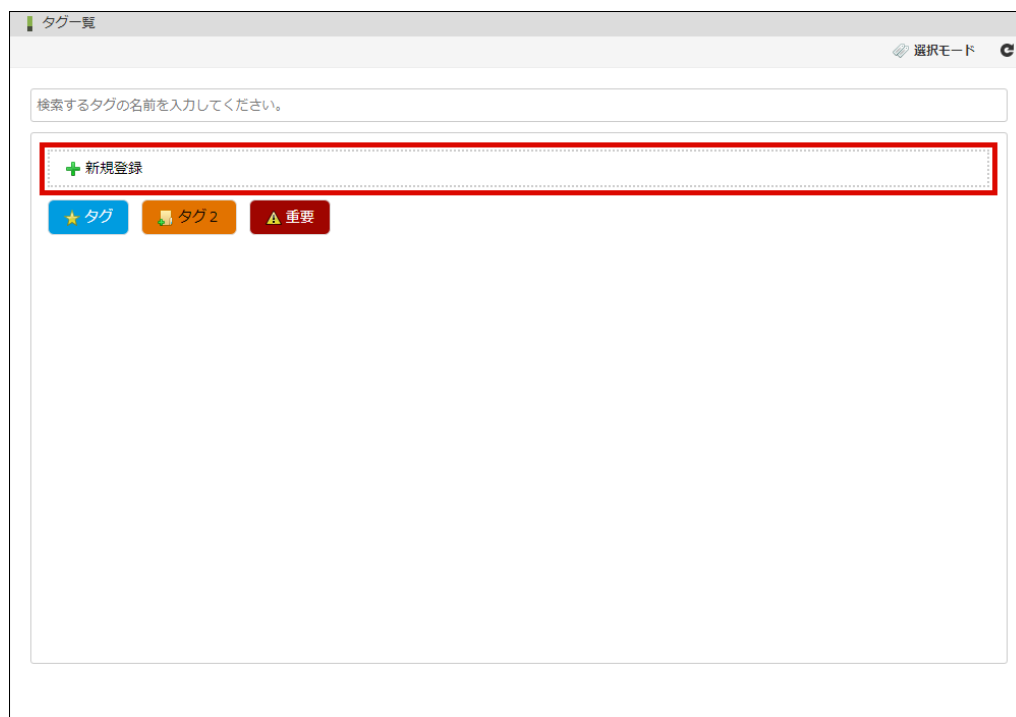 タグ一覧
選択モード
検索するタグの名前を入力してください。
新規登録
タグ タグ2 重要